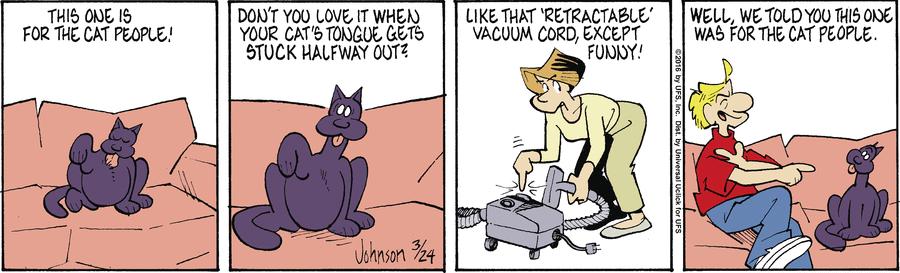 THIS ONE IS
FOR THE CAT PEOPLE!
DON'T YOU LOVE IT WHEN
YOUR CAT'S TONGUE GETS
STUCK HALFWAY OUT?
Johnson 3/24
LIKE THAT 'RETRACTABLE'
VACUUM CORD, EXCEPT
FUNNY!
©2016 by UFS, Inc. Dist. by Universal Uclick for UFS
WELL, WE TOLD YOU THIS ONE
WAS FOR THE CAT PEOPLE.